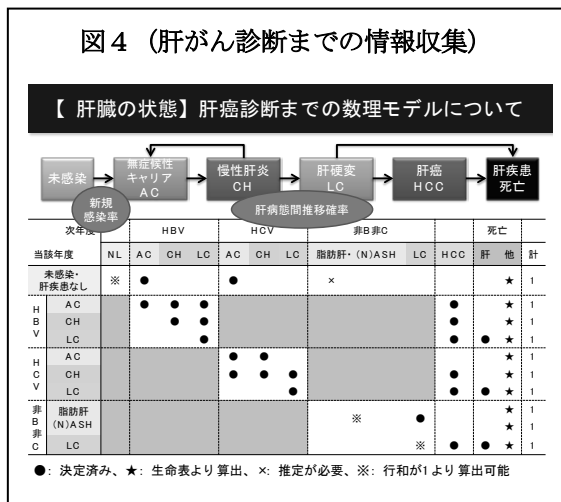 図４（肝がん診断までの情報収集）
【 肝臓の状態】肝癌診断までの数理モデルについて
未感染 無症候性キャリア AC 慢性肝炎 CH 肝硬変 LC 肝癌 HCC 肝疾患死亡
新規感染率 肝病態間推移確率
次年度 HBV HCV 非B非C 死亡
当該年度 NL AC CH LC AC CH LC 脂肪肝・(N)ASH LC HCC 肝 他 計
未感染・肝疾患なし ※ ● ● × ★ 1
HBV AC ● ● ● ● ★ 1
CH ● ● ● ★ 1
LC ● ● ● ★ 1
HCV AC ● ● ★ 1
CH ● ● ● ● ★ 1
LC ● ● ● ★ 1
非B非C 脂肪肝 ※ ● ★ 1
(N)ASH ★ 1
LC ※ ● ● ★ 1
●: 決定済み、★: 生命表より算出、×: 推定が必要、※: 行和が1より算出可能